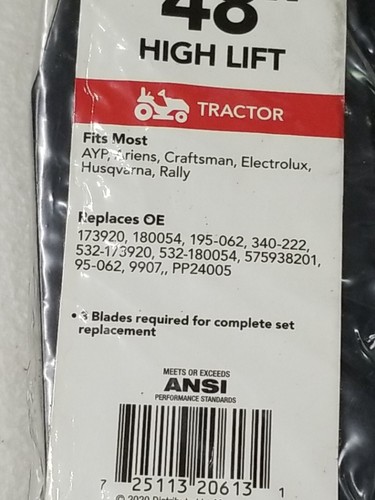 48"
HIGH LIFT
TRACTOR
Fits Most
AYP, Ariens, Craftsman, Electrolux,
Husqvarna, Rally
Replaces OE
173920, 180054, 195-062, 340-222,
532-173920, 532-180054, 575938201,
95-062, 9907,, PP24005
• 3 Blades required for complete set
replacement
MEETS OR EXCEEDS
ANSI
PERFORMANCE STANDARDS
7 25113 20613 1
© 2020